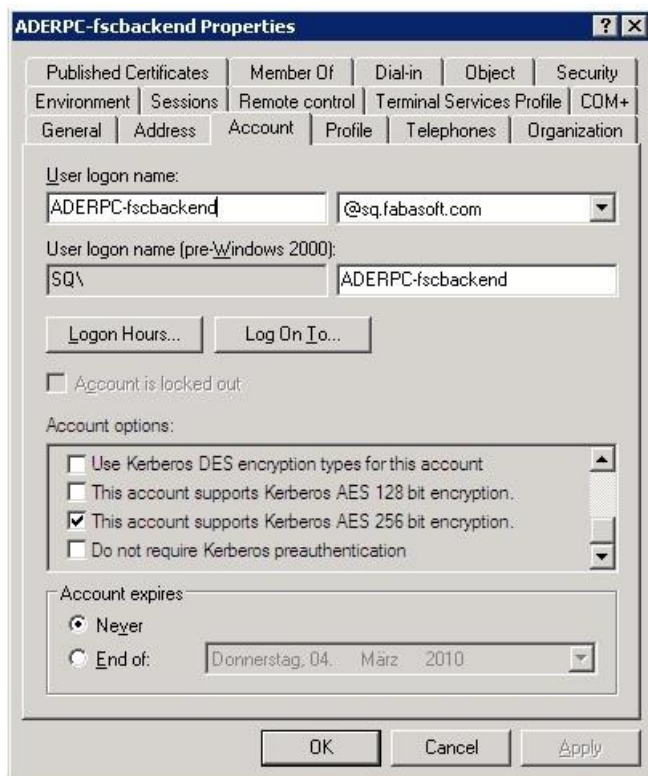 ADERPC-fscbackend Properties
Published Certificates Member Of Dial-in Object Security
Environment Sessions Remote control Terminal Services Profile COM+
General Address Account Profile Telephones Organization
User logon name:
ADERPC-fscbackend @sq.fabasoft.com
User logon name (pre-Windows 2000):
SQ\ ADERPC-fscbackend
Logon Hours... Log On To...
Account is locked out
Account options:
Use Kerberos DES encryption types for this account
This account supports Kerberos AES 128 bit encryption.
This account supports Kerberos AES 256 bit encryption.
Do not require Kerberos preauthentication
Account expires
Never
End of: Donnerstag, 04. März 2010
OK Cancel Apply